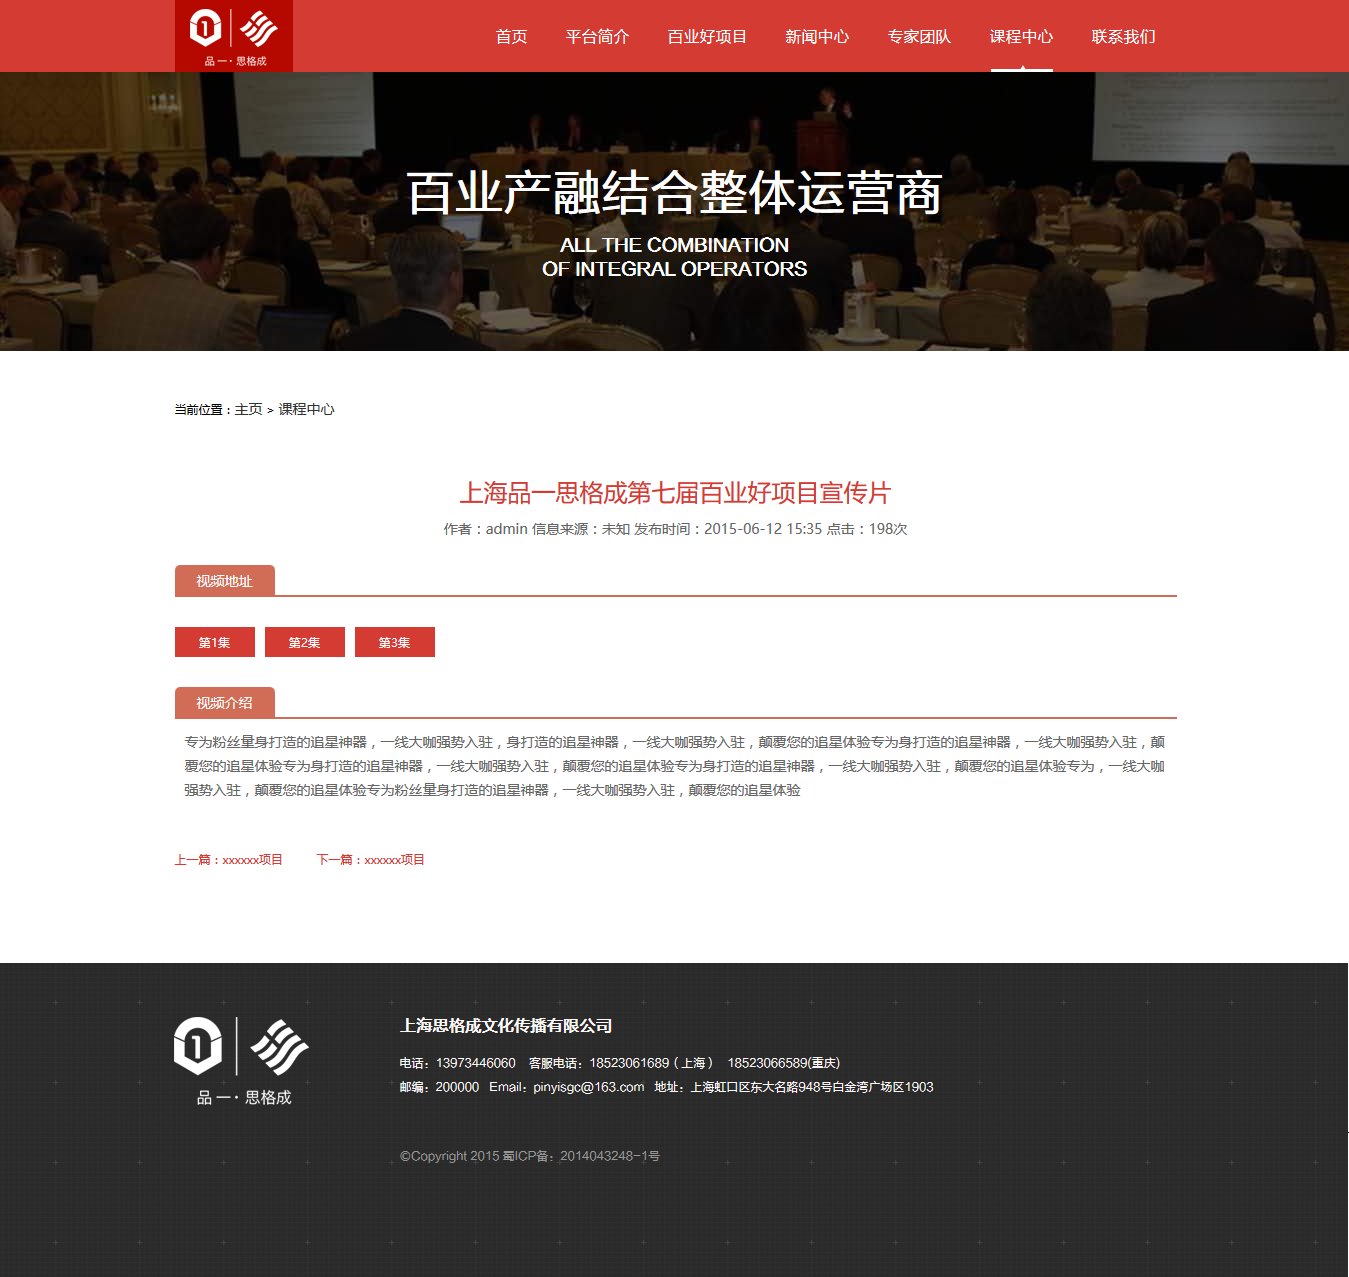 品一·思格成
首页 平台简介 百业好项目 新闻中心 专家团队 课程中心 联系我们
百业产融结合整体运营商
ALL THE COMBINATION
OF INTEGRAL OPERATORS
当前位置：主页 > 课程中心
上海品一思格成第七届百业好项目宣传片
作者：admin 信息来源：未知 发布时间：2015-06-12 15:35 点击：198次
视频地址
第1集 第2集 第3集
视频介绍
专为粉丝量身打造的追星神器，一线大咖强势入驻，身打造的追星神器，一线大咖强势入驻，颠覆您的追星体验专为身打造的追星神器，一线大咖强势入驻，颠
覆您的追星体验专为身打造的追星神器，一线大咖强势入驻，颠覆您的追星体验专为身打造的追星神器，一线大咖强势入驻，颠覆您的追星体验专为，一线大咖
强势入驻，颠覆您的追星体验专为粉丝量身打造的追星神器，一线大咖强势入驻，颠覆您的追星体验
上一篇：xxxxxx项目 下一篇：xxxxxx项目
品一·思格成
上海思格成文化传播有限公司
电话：13973446060 客服电话：18523061689（上海） 18523066589(重庆)
邮编：200000 Email：pinyisgc@163.com 地址：上海虹口区东大名路948号白金湾广场区1903
©Copyright 2015 蜀ICP备：2014043248-1号